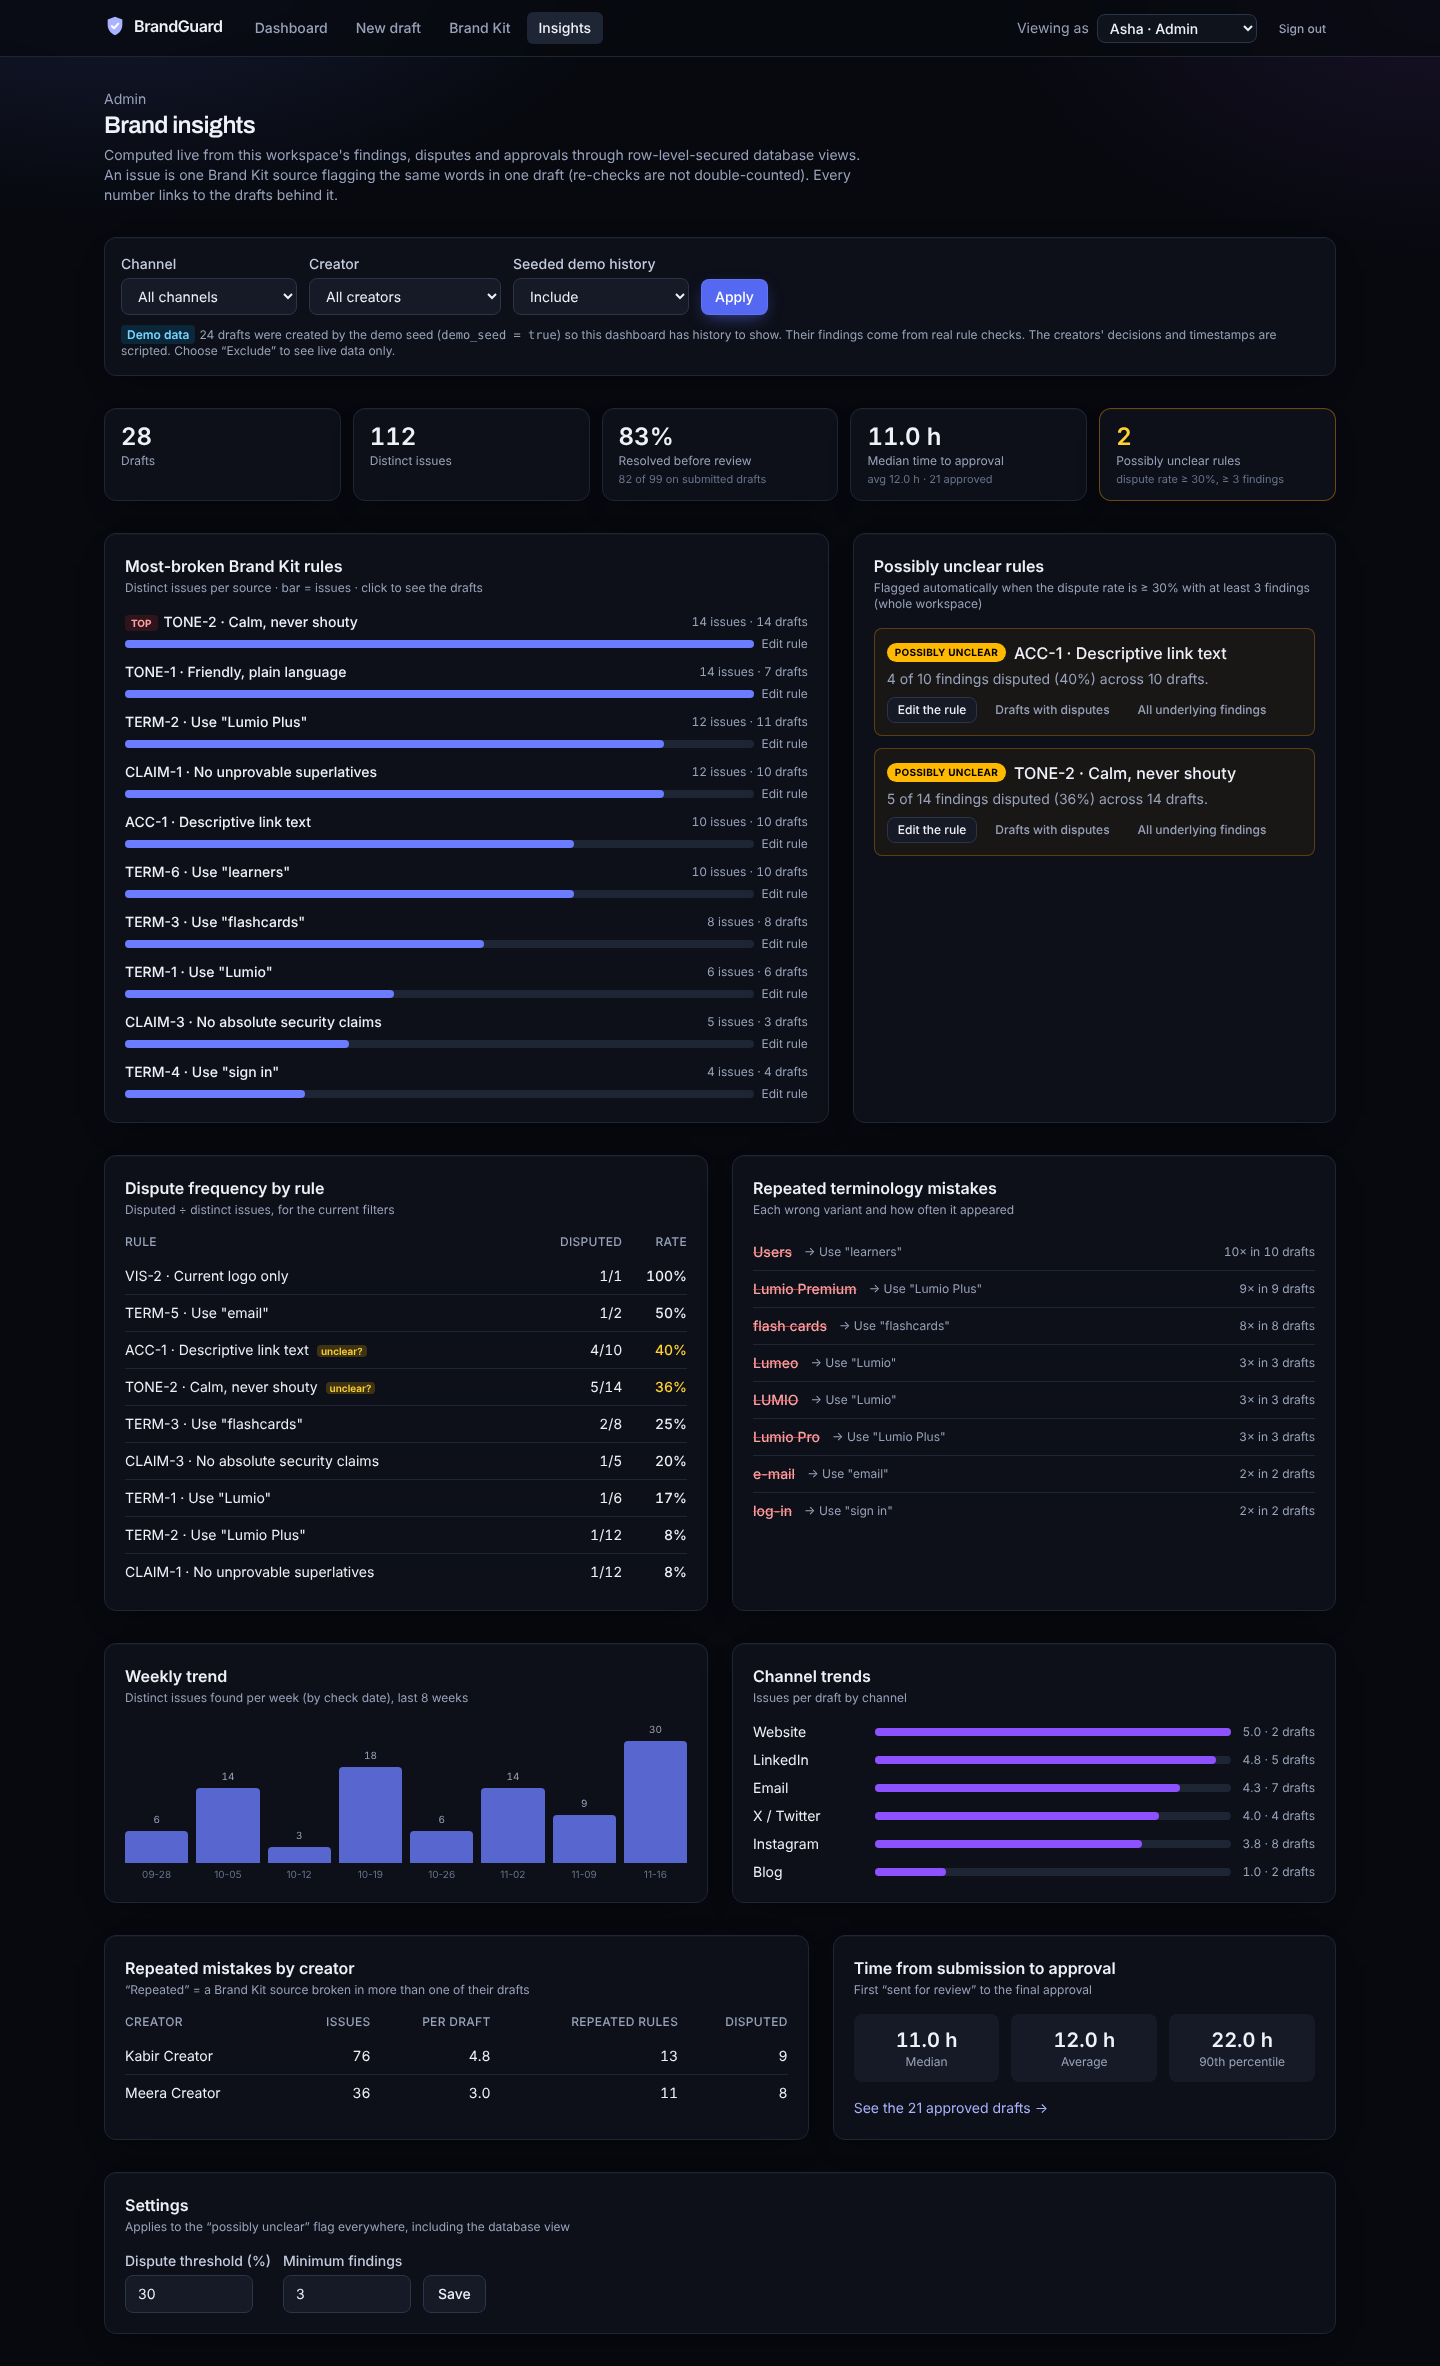 BrandGuard
Dashboard
New draft
Brand Kit
Insights
Viewing as
Asha · Admin
Sign out
Admin
Brand insights
Computed live from this workspace's findings, disputes and approvals through row-level-secured database views.
An issue is one Brand Kit source flagging the same words in one draft (re-checks are not double-counted). Every
number links to the drafts behind it.
Channel
Creator
Seeded demo history
All channels
All creators
Include
Apply
Demo data 24 drafts were created by the demo seed (demo_seed = true) so this dashboard has history to show. Their findings come from real rule checks. The creators' decisions and timestamps are
scripted. Choose “Exclude” to see live data only.
28
Drafts
112
Distinct issues
83%
Resolved before review
82 of 99 on submitted drafts
11.0 h
Median time to approval
avg 12.0 h · 21 approved
2
Possibly unclear rules
dispute rate ≥ 30%, ≥ 3 findings
Most-broken Brand Kit rules
Distinct issues per source · bar = issues · click to see the drafts
TOP TONE-2 · Calm, never shouty 14 issues · 14 drafts
Edit rule
TONE-1 · Friendly, plain language 14 issues · 7 drafts
Edit rule
TERM-2 · Use "Lumio Plus" 12 issues · 11 drafts
Edit rule
CLAIM-1 · No unprovable superlatives 12 issues · 10 drafts
Edit rule
ACC-1 · Descriptive link text 10 issues · 10 drafts
Edit rule
TERM-6 · Use "learners" 10 issues · 10 drafts
Edit rule
TERM-3 · Use "flashcards" 8 issues · 8 drafts
Edit rule
TERM-1 · Use "Lumio" 6 issues · 6 drafts
Edit rule
CLAIM-3 · No absolute security claims 5 issues · 3 drafts
Edit rule
TERM-4 · Use "sign in" 4 issues · 4 drafts
Edit rule
Possibly unclear rules
Flagged automatically when the dispute rate is ≥ 30% with at least 3 findings
(whole workspace)
POSSIBLY UNCLEAR ACC-1 · Descriptive link text
4 of 10 findings disputed (40%) across 10 drafts.
Edit the rule Drafts with disputes All underlying findings
POSSIBLY UNCLEAR TONE-2 · Calm, never shouty
5 of 14 findings disputed (36%) across 14 drafts.
Edit the rule Drafts with disputes All underlying findings
Dispute frequency by rule
Disputed ÷ distinct issues, for the current filters
RULE DISPUTED RATE
VIS-2 · Current logo only 1/1 100%
TERM-5 · Use "email" 1/2 50%
ACC-1 · Descriptive link text unclear? 4/10 40%
TONE-2 · Calm, never shouty unclear? 5/14 36%
TERM-3 · Use "flashcards" 2/8 25%
CLAIM-3 · No absolute security claims 1/5 20%
TERM-1 · Use "Lumio" 1/6 17%
TERM-2 · Use "Lumio Plus" 1/12 8%
CLAIM-1 · No unprovable superlatives 1/12 8%
Repeated terminology mistakes
Each wrong variant and how often it appeared
Users → Use "learners" 10× in 10 drafts
Lumio Premium → Use "Lumio Plus" 9× in 9 drafts
flash cards → Use "flashcards" 8× in 8 drafts
Lumeo → Use "Lumio" 3× in 3 drafts
LUMIO → Use "Lumio" 3× in 3 drafts
Lumio Pro → Use "Lumio Plus" 3× in 3 drafts
e-mail → Use "email" 2× in 2 drafts
log-in → Use "sign in" 2× in 2 drafts
Weekly trend
Distinct issues found per week (by check date), last 8 weeks
6 14 3 18 6 14 9 30
09-28 10-05 10-12 10-19 10-26 11-02 11-09 11-16
Channel trends
Issues per draft by channel
Website 5.0 · 2 drafts
LinkedIn 4.8 · 5 drafts
Email 4.3 · 7 drafts
X / Twitter 4.0 · 4 drafts
Instagram 3.8 · 8 drafts
Blog 1.0 · 2 drafts
Repeated mistakes by creator
“Repeated” = a Brand Kit source broken in more than one of their drafts
CREATOR ISSUES PER DRAFT REPEATED RULES DISPUTED
Kabir Creator 76 4.8 13 9
Meera Creator 36 3.0 11 8
Time from submission to approval
First “sent for review” to the final approval
11.0 h
Median
12.0 h
Average
22.0 h
90th percentile
See the 21 approved drafts →
Settings
Applies to the “possibly unclear” flag everywhere, including the database view
Dispute threshold (%) Minimum findings
30 3 Save